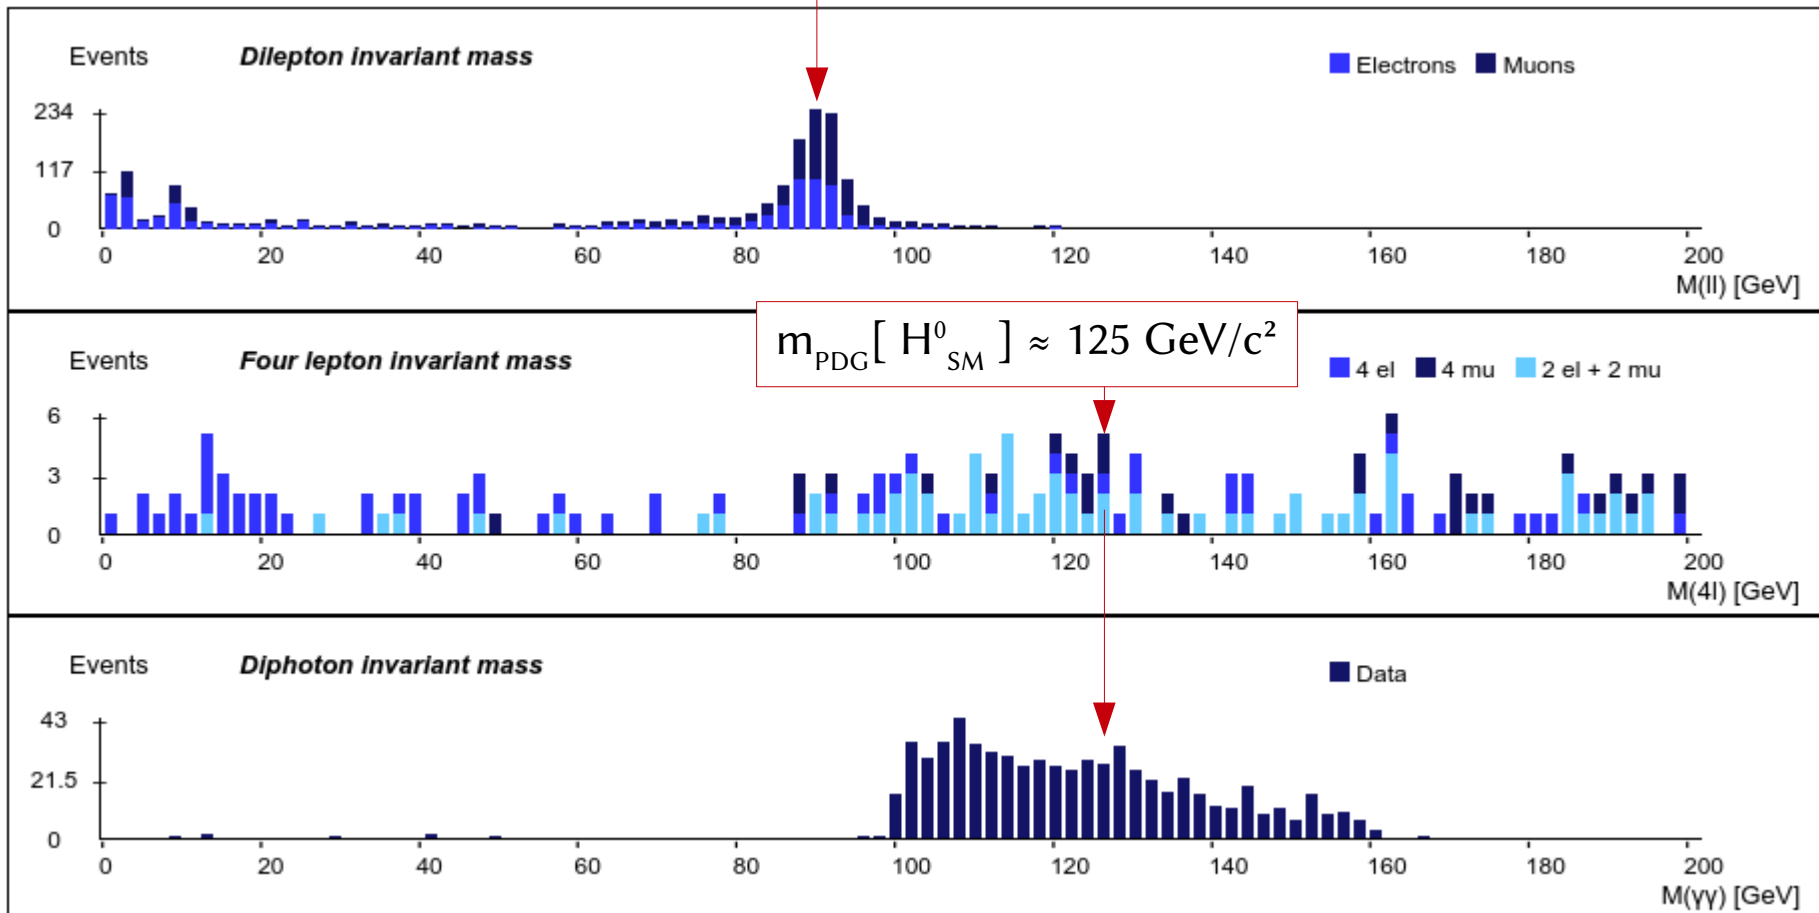 Events Dilepton invariant mass Electrons Muons
234
117
0
0 20 40 60 80 100 120 140 160 180 200
M(ll) [GeV]
m_PDG[ H⁰_SM ] ≈ 125 GeV/c²
Events Four lepton invariant mass 4 el 4 mu 2 el + 2 mu
6
3
0
0 20 40 60 80 100 120 140 160 180 200
M(4l) [GeV]
Events Diphoton invariant mass Data
43
21.5
0
0 20 40 60 80 100 120 140 160 180 200
M(γγ) [GeV]